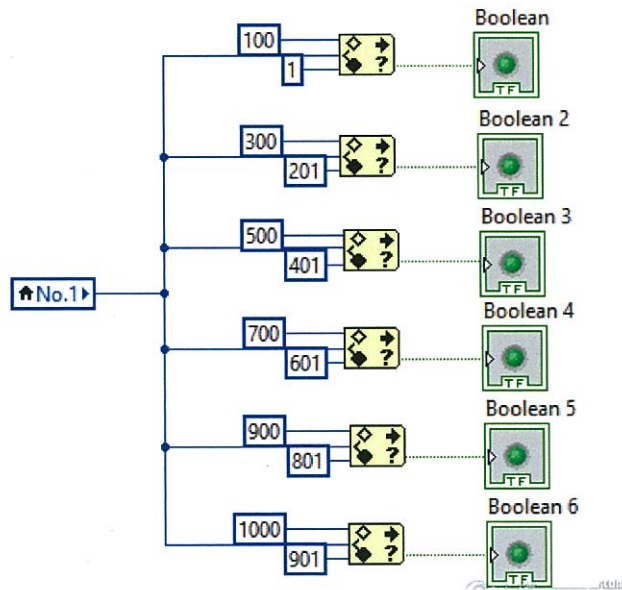 Boolean
100
?
1
TF
Boolean 2
300
?
201
TF
Boolean 3
500
?
401
TF
Boolean 4
No.1
700
?
601
TF
Boolean 5
900
?
801
TF
Boolean 6
1000
?
901
TF
.com